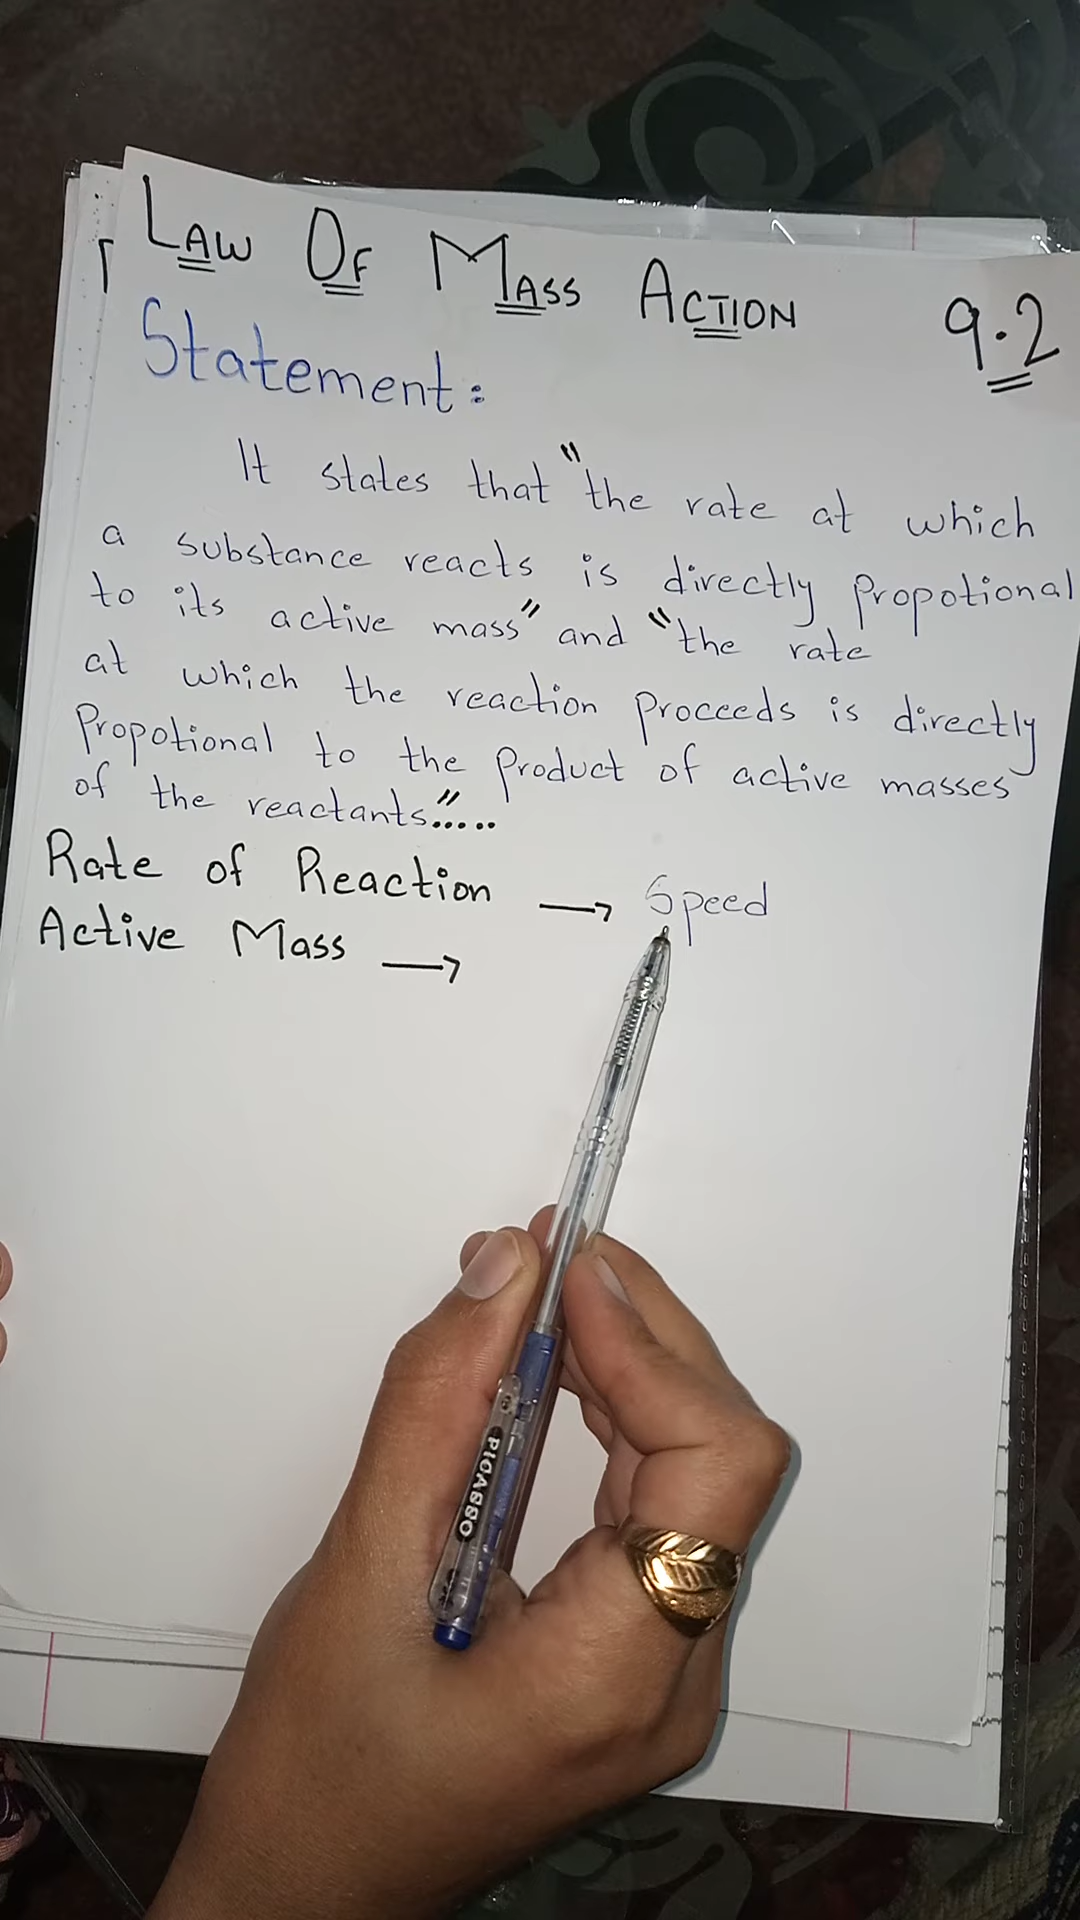 LAW OF MASS ACTION 9.2
Statement:
It states that "the rate at which
a substance reacts is directly Propotional
to its active mass" and "the rate
at which the reaction Proceeds is directly
Propotional to the Product of active masses
of the reactants".....
Rate of Reaction → Speed
Active Mass →
PICASSO